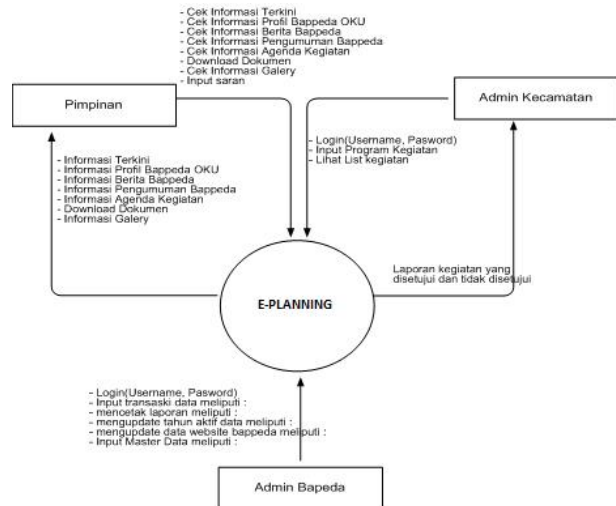 - Cek Informasi Terkini
- Cek Informasi Profil Bappeda OKU
- Cek Informasi Berita Bappeda
- Cek Informasi Pengumuman Bappeda
- Cek Informasi Agenda Kegiatan
- Download Dokumen
- Cek Informasi Galery
- Input saran
Pimpinan
Admin Kecamatan
- Login(Username, Pasword)
- Input Program Kegiatan
- Lihat List kegiatan
- Informasi Terkini
- Informasi Profil Bappeda OKU
- Informasi Berita Bappeda
- Informasi Pengumuman Bappeda
- Informasi Agenda Kegiatan
- Download Dokumen
- Informasi Galery
Laporan kegiatan yang
disetujui dan tidak disetujui
E-PLANNING
- Login(Username, Pasword)
- Input transaski data meliputi :
- mencetak laporan meliputi :
- mengupdate tahun aktif data meliputi :
- mengupdate data website bappeda meliputi :
- Input Master Data meliputi :
Admin Bapeda